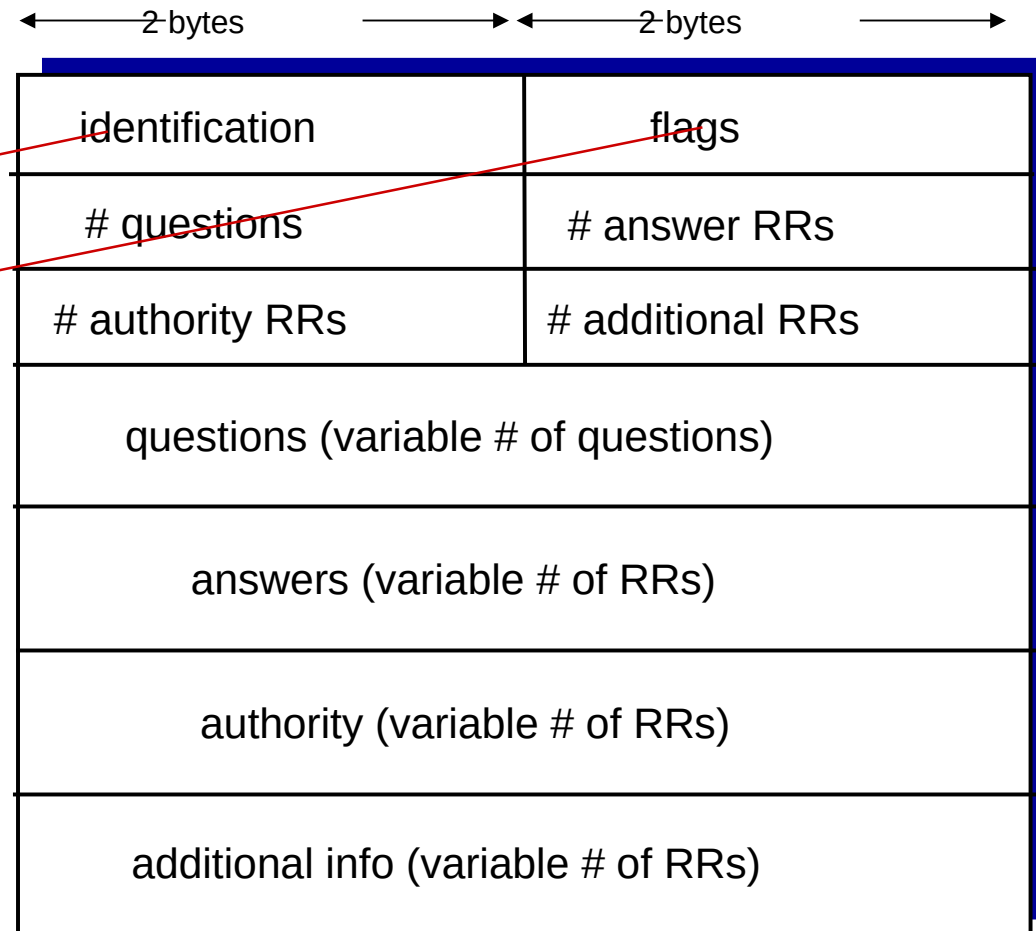 2 bytes 2 bytes
identification flags
# questions # answer RRs
# authority RRs # additional RRs
questions (variable # of questions)
answers (variable # of RRs)
authority (variable # of RRs)
additional info (variable # of RRs)